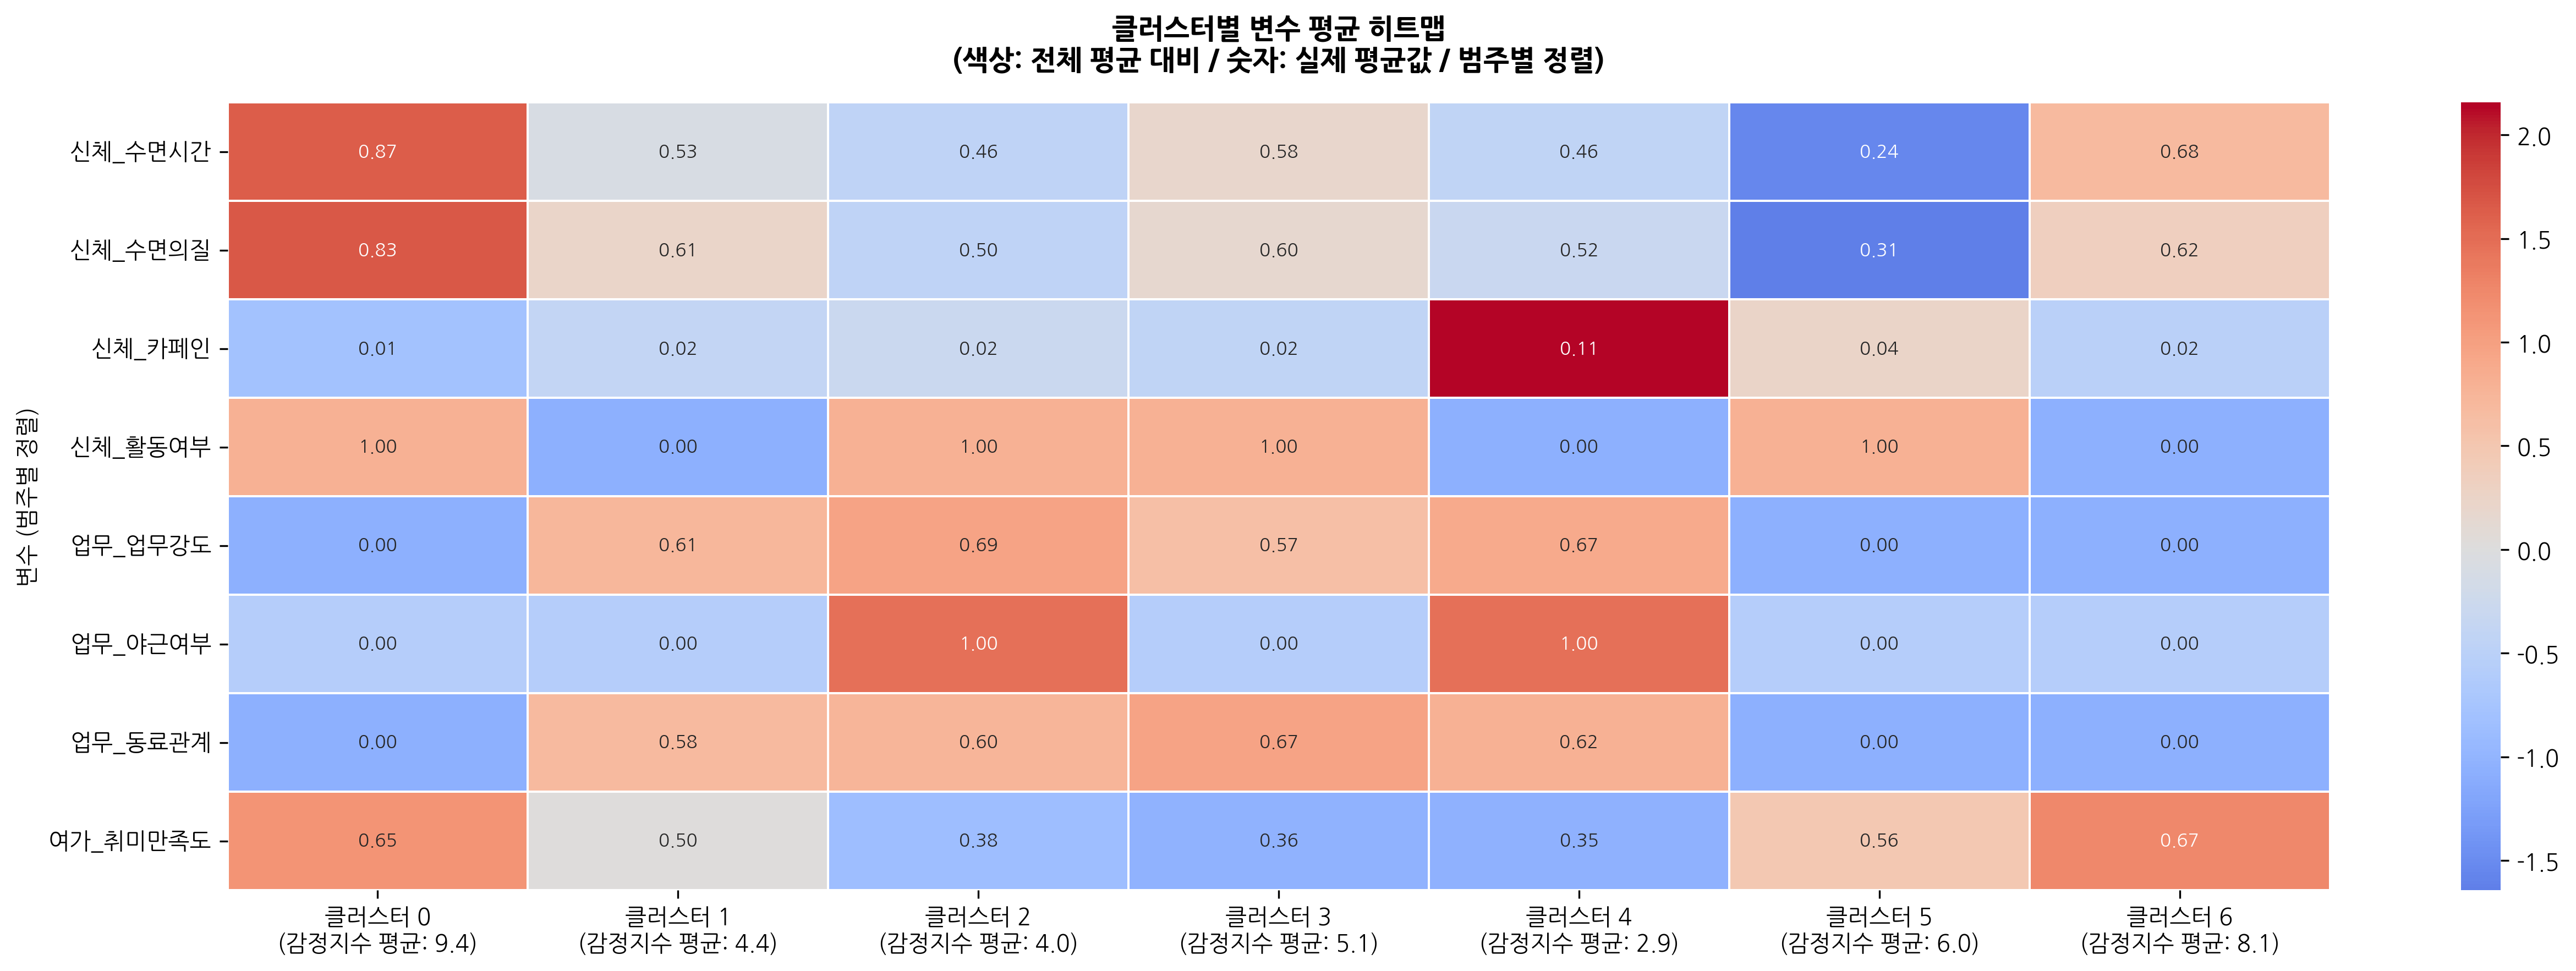 클러스터별 변수 평균 히트맵
(색상: 전체 평균 대비 / 숫자: 실제 평균값 / 범주별 정렬)
변수 (범주별 정렬)
신체_수면시간 0.87 0.53 0.46 0.58 0.46 0.24 0.68
신체_수면의질 0.83 0.61 0.50 0.60 0.52 0.31 0.62
신체_카페인 0.01 0.02 0.02 0.02 0.11 0.04 0.02
신체_활동여부 1.00 0.00 1.00 1.00 0.00 1.00 0.00
업무_업무강도 0.00 0.61 0.69 0.57 0.67 0.00 0.00
업무_야근여부 0.00 0.00 1.00 0.00 1.00 0.00 0.00
업무_동료관계 0.00 0.58 0.60 0.67 0.62 0.00 0.00
여가_취미만족도 0.65 0.50 0.38 0.36 0.35 0.56 0.67
클러스터 0 클러스터 1 클러스터 2 클러스터 3 클러스터 4 클러스터 5 클러스터 6
(감정지수 평균: 9.4) (감정지수 평균: 4.4) (감정지수 평균: 4.0) (감정지수 평균: 5.1) (감정지수 평균: 2.9) (감정지수 평균: 6.0) (감정지수 평균: 8.1)
2.0
1.5
1.0
0.5
0.0
-0.5
-1.0
-1.5